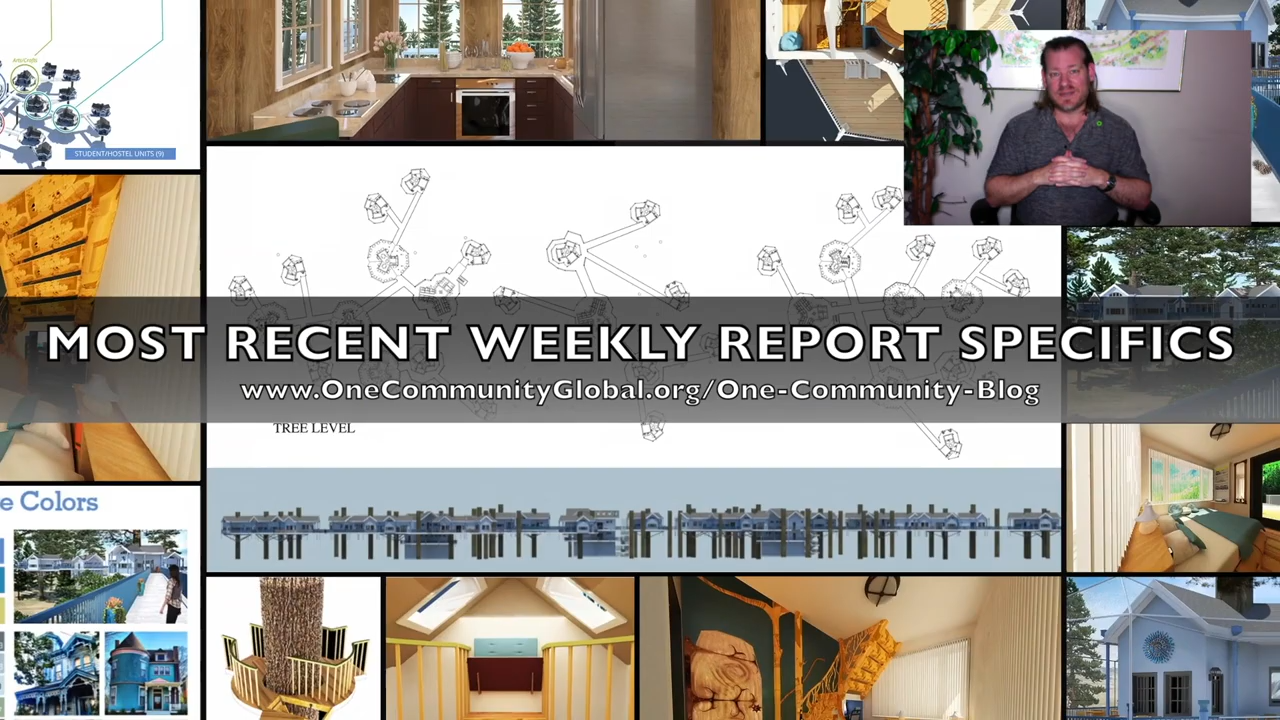 STUDENT/HOSTEL UNITS (9)
MOST RECENT WEEKLY REPORT SPECIFICS
www.OneCommunityGlobal.org/One-Community-Blog
TREE LEVEL
e Colors